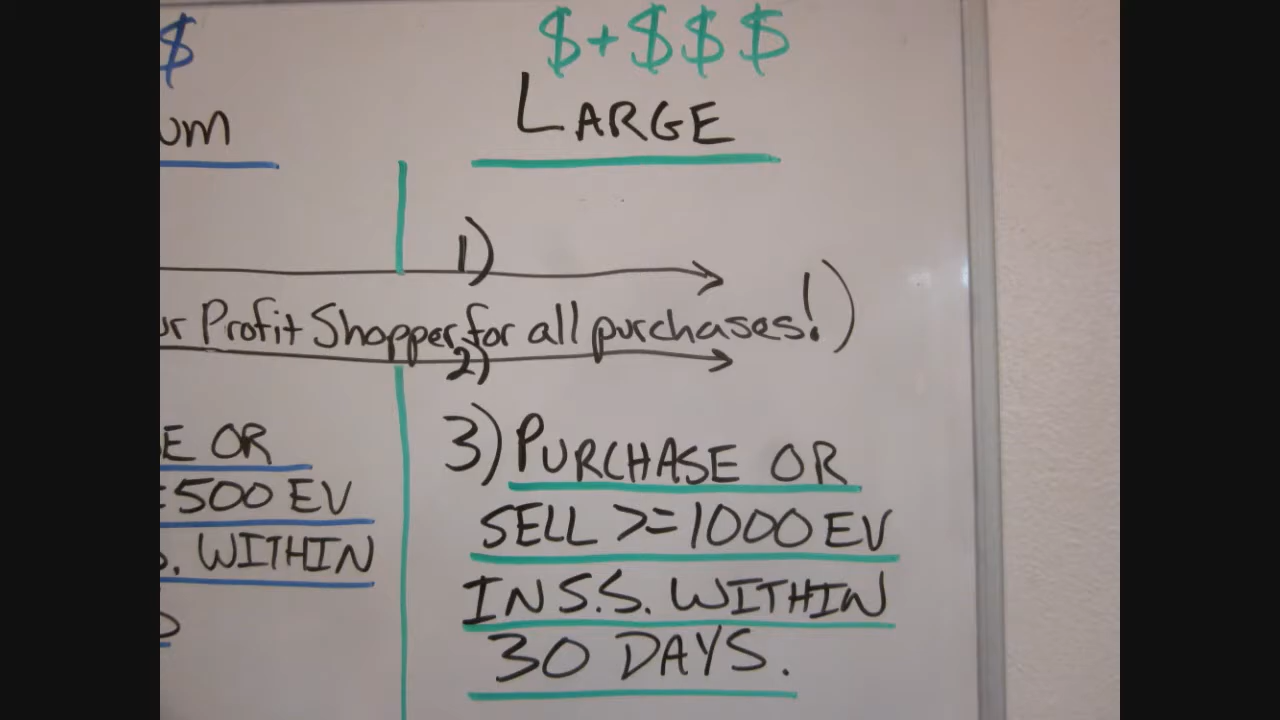 $
$+$$$
LARGE
1)
Profit Shopper for all purchases!)
2)
E OR
=500 EV
WITHIN
3) PURCHASE OR
SELL >=1000 EV
IN S.S. WITHIN
30 DAYS.